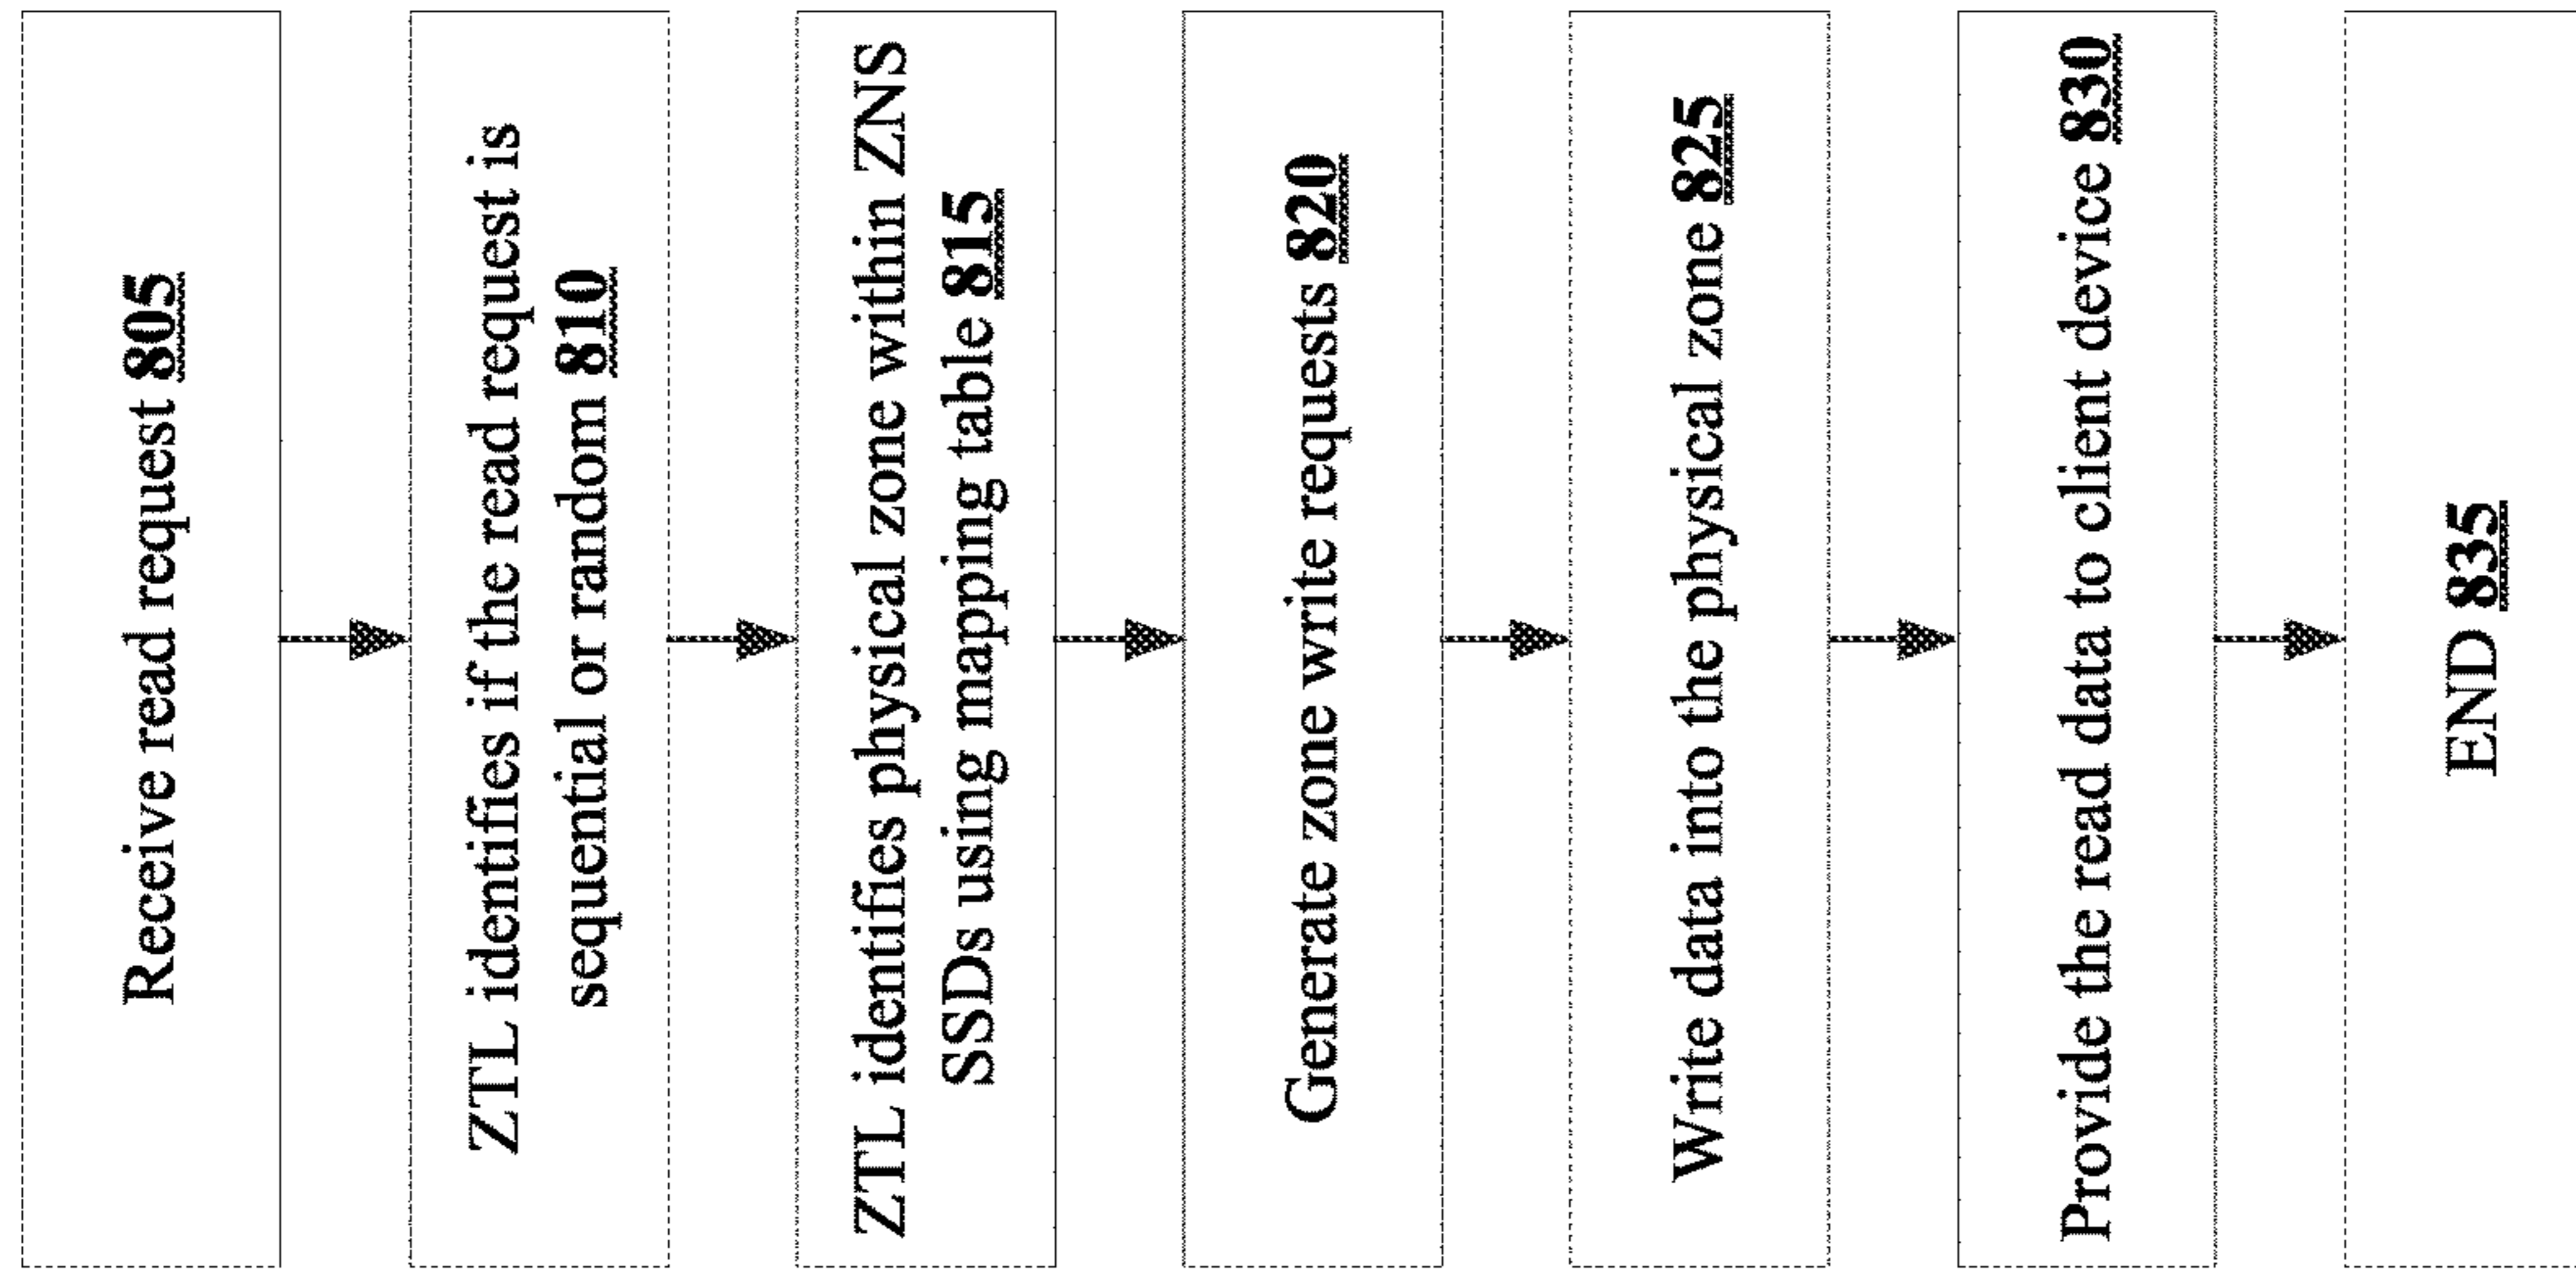 Receive read request 805
ZTL identifies if the read request is
sequential or random 810
ZTL identifies physical zone within ZNS
SSDs using mapping table 815
Generate zone write requests 820
Write data into the physical zone 825
Provide the read data to client device 830
END 835